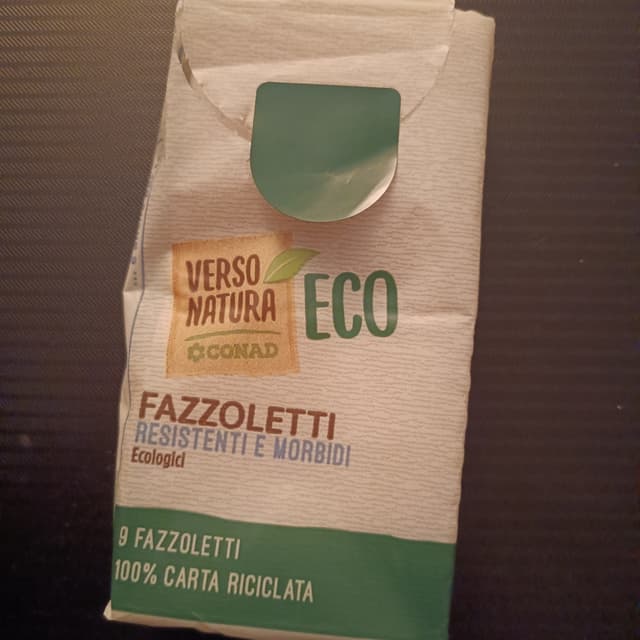 VERSO
NATURA
CONAD
ECO
FAZZOLETTI
RESISTENTI E MORBIDI
Ecologici
9 FAZZOLETTI
100% CARTA RICICLATA